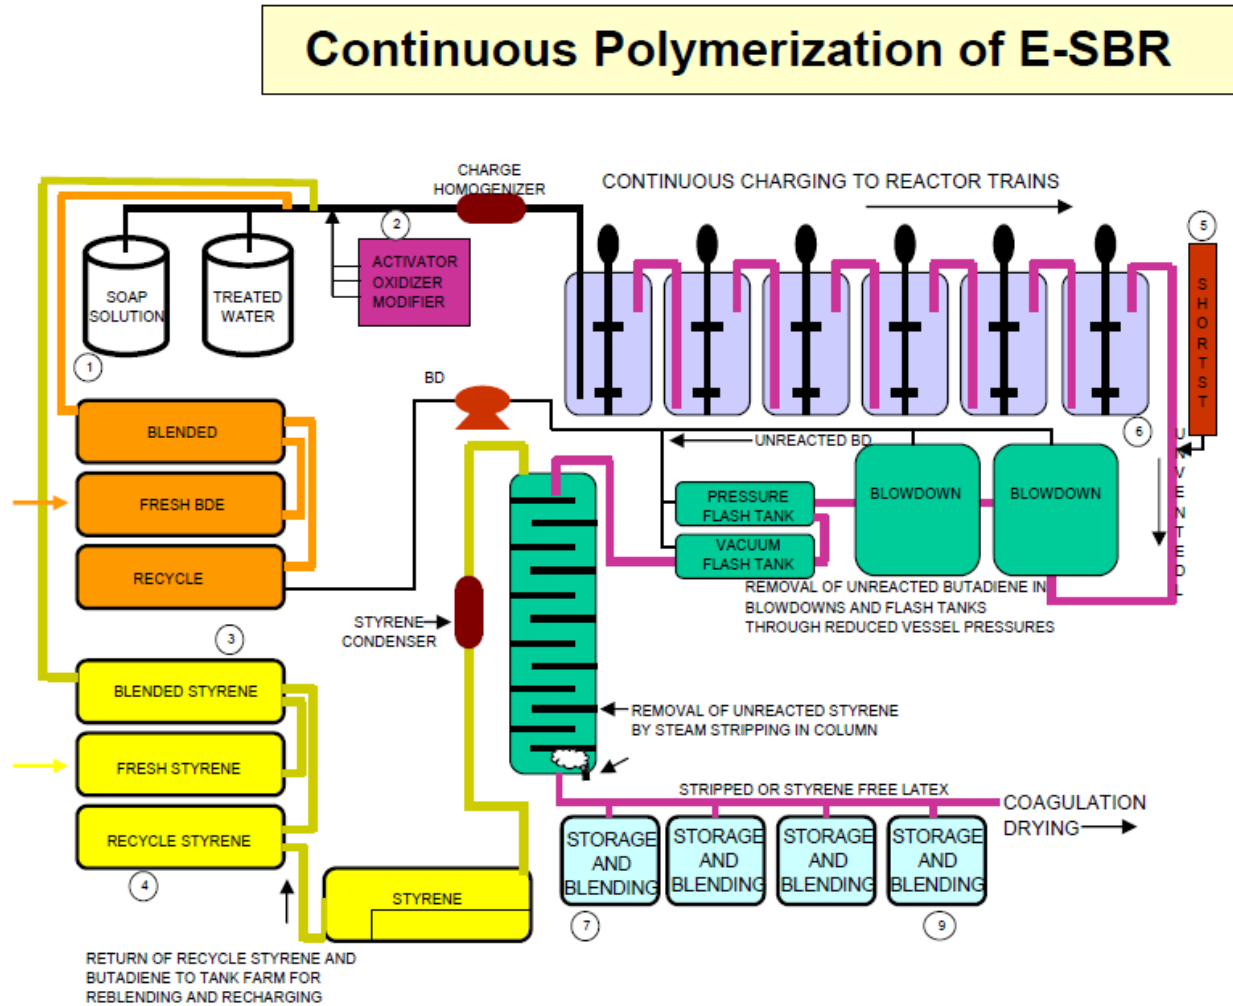 Continuous Polymerization of E-SBR
CHARGE
HOMOGENIZER
CONTINUOUS CHARGING TO REACTOR TRAINS
2
5
ACTIVATOR
OXIDIZER
MODIFIER
SOAP
SOLUTION
TREATED
WATER
SHORTST
1
BD
6
BLENDED
UNREACTED BD
UNVENTEDL
FRESH BDE
PRESSURE
FLASH TANK
BLOWDOWN
BLOWDOWN
RECYCLE
VACUUM
FLASH TANK
REMOVAL OF UNREACTED BUTADIENE IN
BLOWDOWNS AND FLASH TANKS
THROUGH REDUCED VESSEL PRESSURES
STYRENE
CONDENSER
3
BLENDED STYRENE
REMOVAL OF UNREACTED STYRENE
BY STEAM STRIPPING IN COLUMN
FRESH STYRENE
STRIPPED OR STYRENE FREE LATEX
COAGULATION
DRYING
RECYCLE STYRENE
STORAGE
AND
BLENDING
STORAGE
AND
BLENDING
STORAGE
AND
BLENDING
STORAGE
AND
BLENDING
4
STYRENE
7
9
RETURN OF RECYCLE STYRENE AND
BUTADIENE TO TANK FARM FOR
REBLENDING AND RECHARGING